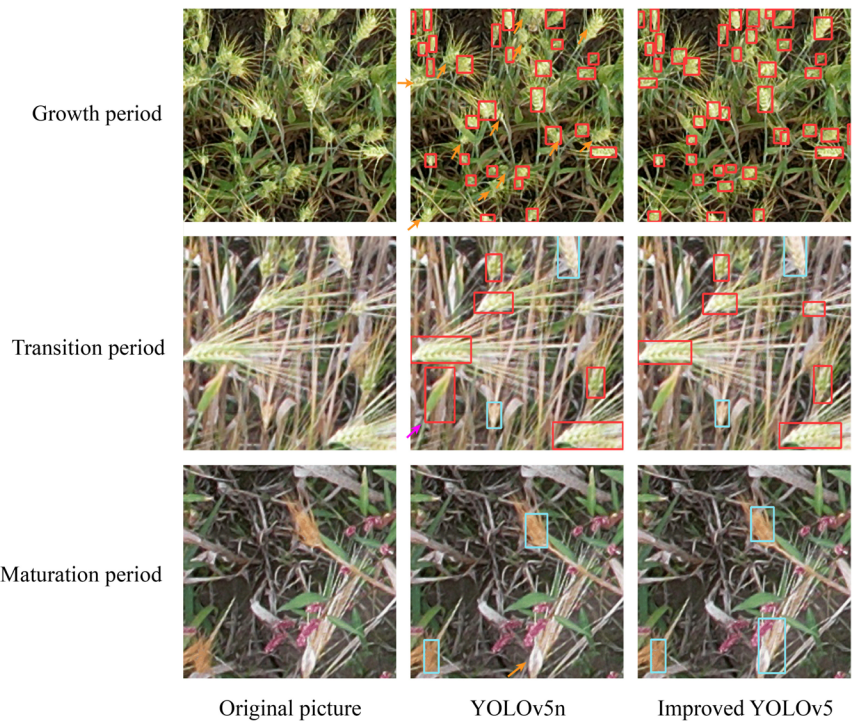 Growth period
Transition period
Maturation period
Original picture YOLOv5n Improved YOLOv5